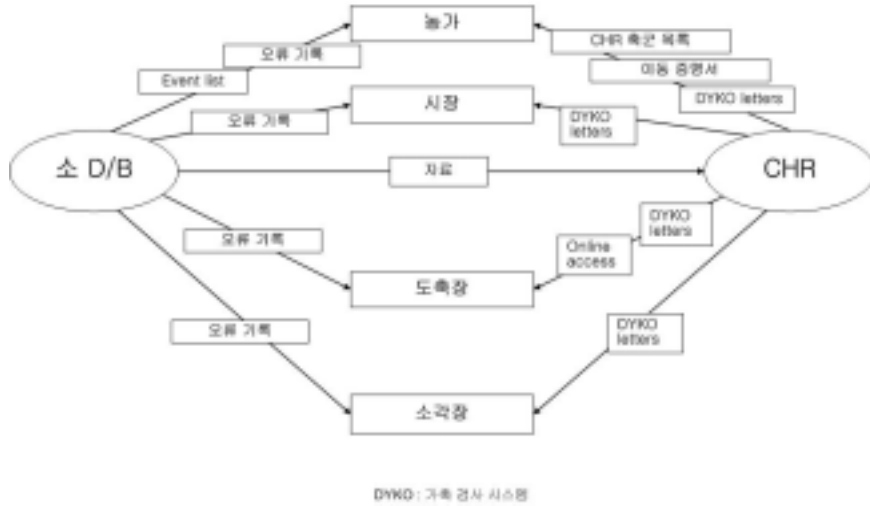 농가
오류 기록
CHR 축군 목록
Event list
이동 증명서
DYKO letters
시장
오류 기록
DYKO
letters
소 D/B
자료
CHR
오류 기록
DYKO
letters
Online
access
도축장
오류 기록
DYKO
letters
소각장
DYKO : 가축 검사 시스템